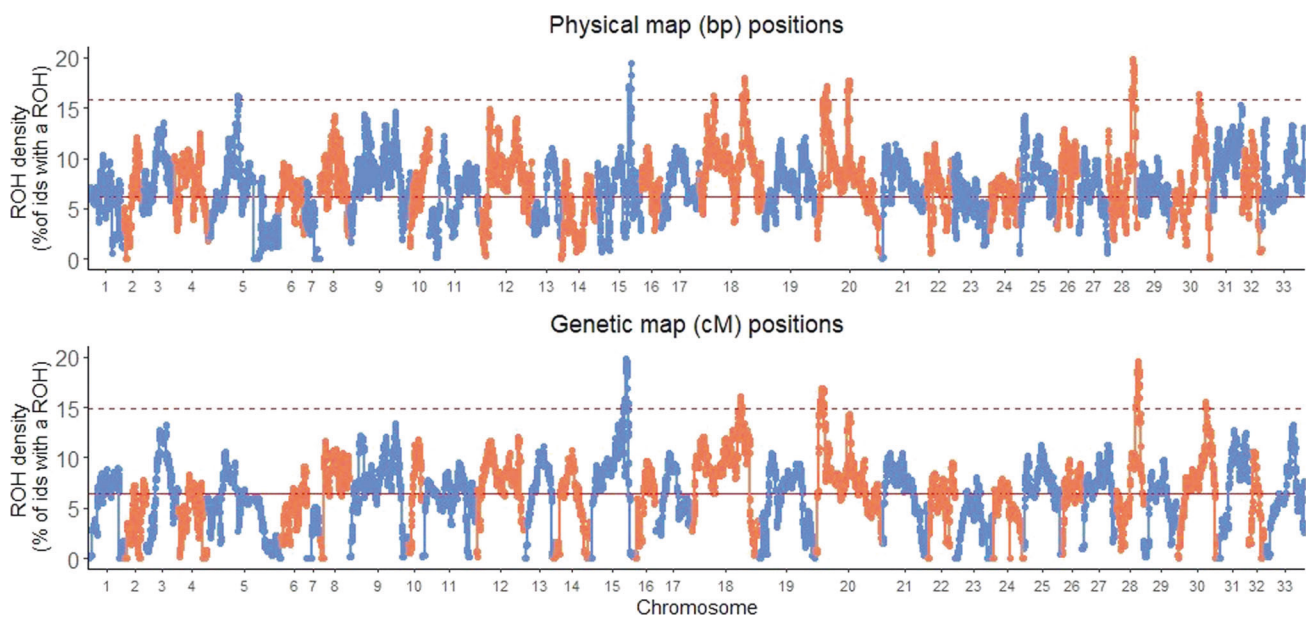 Physical map (bp) positions
ROH density
(%of ids with a ROH)
20
15
10
5
0
1 2 3 4 5 6 7 8 9 10 11 12 13 14 15 16 17 18 19 20 21 22 23 24 25 26 27 28 29 30 31 32 33
Genetic map (cM) positions
ROH density
(% of ids with a ROH)
20
15
10
5
0
1 2 3 4 5 6 7 8 9 10 11 12 13 14 15 16 17 18 19 20 21 22 23 24 25 26 27 28 29 30 31 32 33
Chromosome